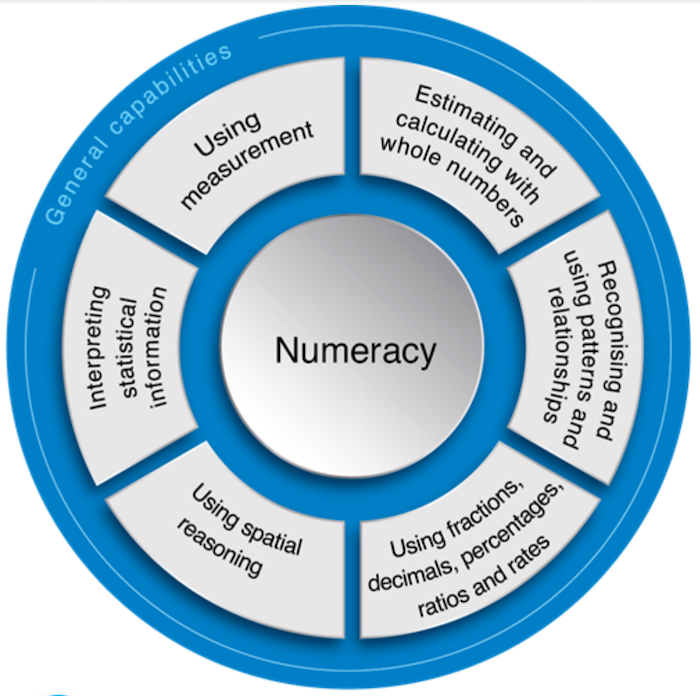 General capabilities
Estimating and
calculating with
whole numbers
Recognising and
using patterns and
relationships
Using fractions,
decimals, percentages,
ratios and rates
Using spatial
reasoning
Interpreting
statistical
information
Using
measurement
Numeracy